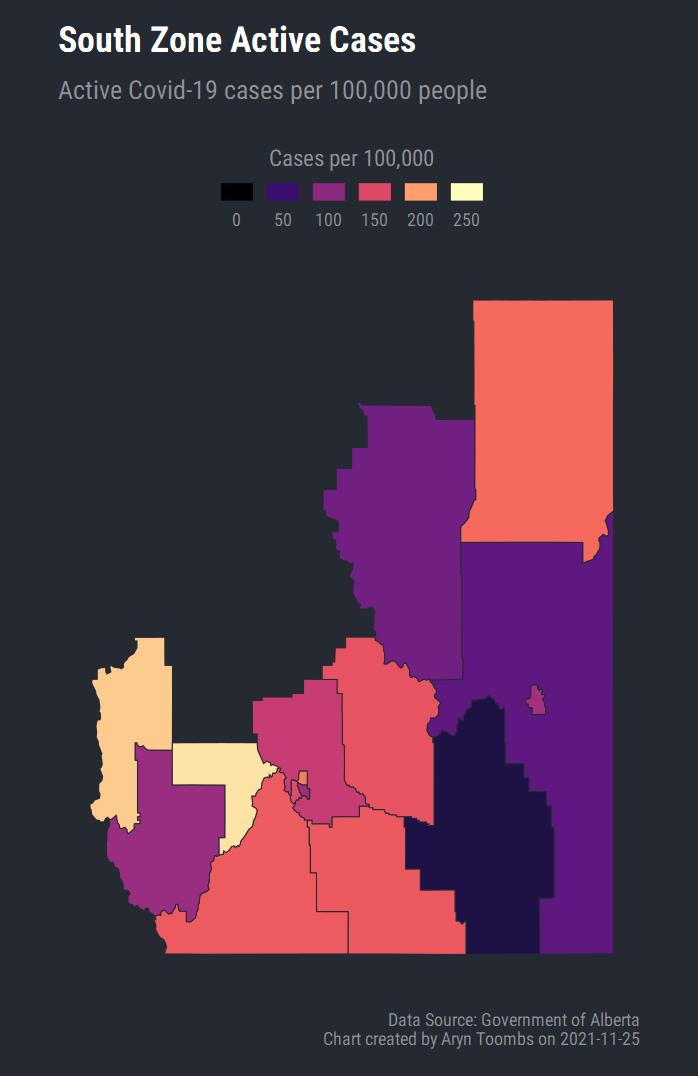 South Zone Active Cases
Active Covid-19 cases per 100,000 people
Cases per 100,000
0 50 100 150 200 250
Data Source: Government of Alberta
Chart created by Aryn Toombs on 2021-11-25